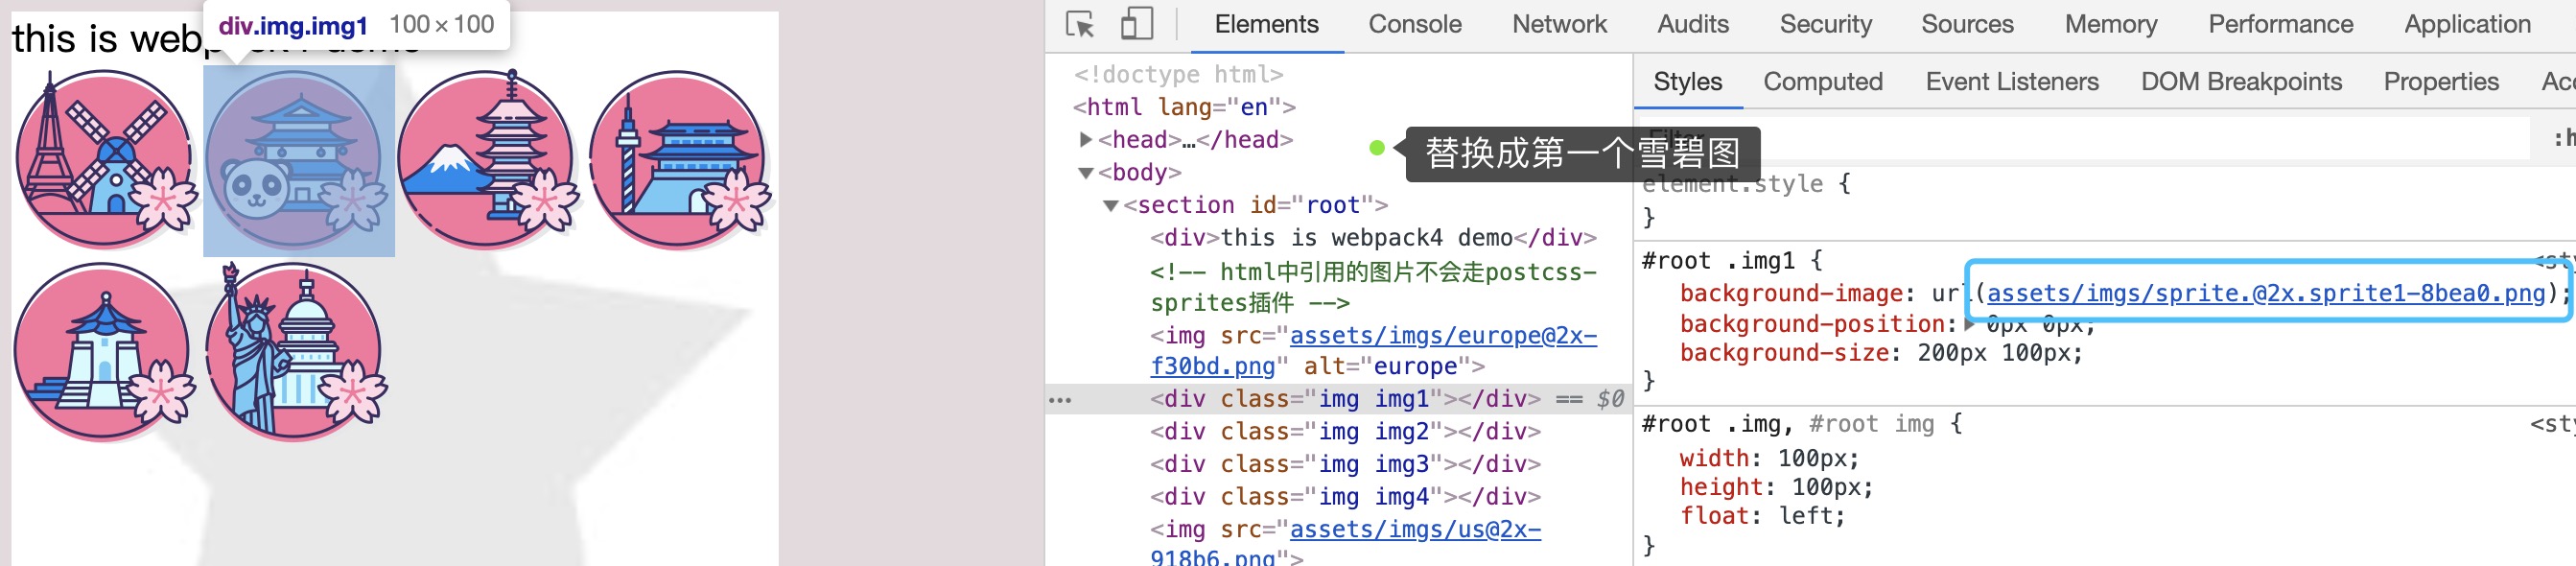 this is webpack4 demo
div.img.img1 100 × 100
Elements Console Network Audits Security Sources Memory Performance Application
<!doctype html>
<html lang="en">
▶<head>…</head>
▼<body>
▼<section id="root">
<div>this is webpack4 demo</div>
<!-- html中引用的图片不会走postcss-
sprites插件 -->
<img src="assets/imgs/europe@2x-
f30bd.png" alt="europe">
<div class="img img1"></div> == $0
<div class="img img2"></div>
<div class="img img3"></div>
<div class="img img4"></div>
<img src="assets/imgs/us@2x-
918b6.png">
替换成第一个雪碧图
Styles Computed Event Listeners DOM Breakpoints Properties
Filter :h
element.style {
}
#root .img1 { <sty
background-image: url(assets/imgs/sprite.@2x.sprite1-8bea0.png);
background-position:▶ 0px 0px;
background-size: 200px 100px;
}
#root .img, #root img { <sty
width: 100px;
height: 100px;
float: left;
}